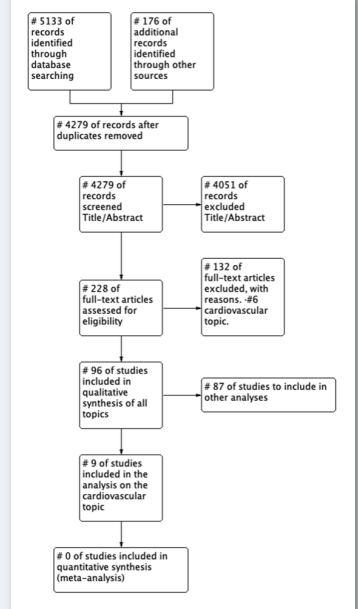 # 5133 of
records
identified
through
database
searching
# 176 of
additional
records
identified
through other
sources
# 4279 of records after
duplicates removed
# 4279 of
records
screened
Title/Abstract
# 4051 of
records
excluded
Title/Abstract
# 228 of
full-text articles
assessed for
eligibility
# 132 of
full-text articles
excluded, with
reasons. -#6
cardiovascular
topic.
# 96 of studies
included in
qualitative
synthesis of all
topics
# 87 of studies to include in
other analyses
# 9 of studies
included in the
analysis on the
cardiovascular
topic
# 0 of studies included in
quantitative synthesis
(meta-analysis)